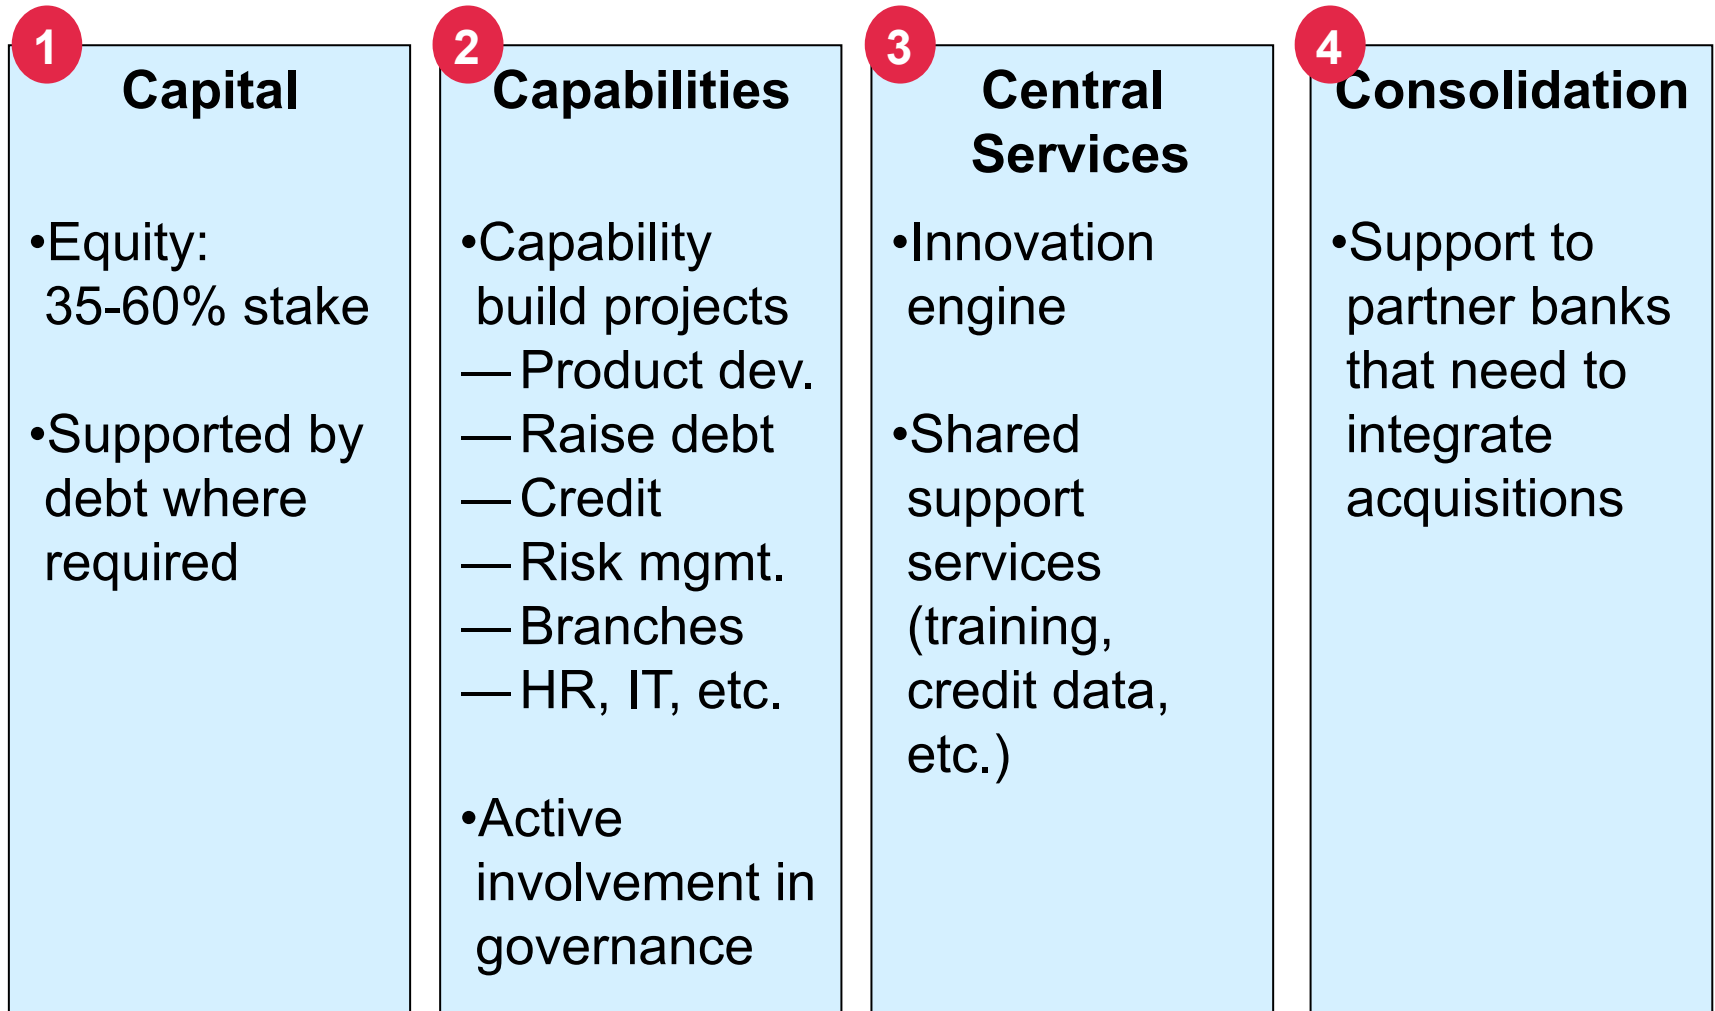 1
Capital
•Equity:
35-60% stake
•Supported by
debt where
required
2
Capabilities
•Capability
build projects
— Product dev.
— Raise debt
— Credit
— Risk mgmt.
— Branches
— HR, IT, etc.
•Active
involvement in
governance
3
Central
Services
•Innovation
engine
•Shared
support
services
(training,
credit data,
etc.)
4
Consolidation
•Support to
partner banks
that need to
integrate
acquisitions